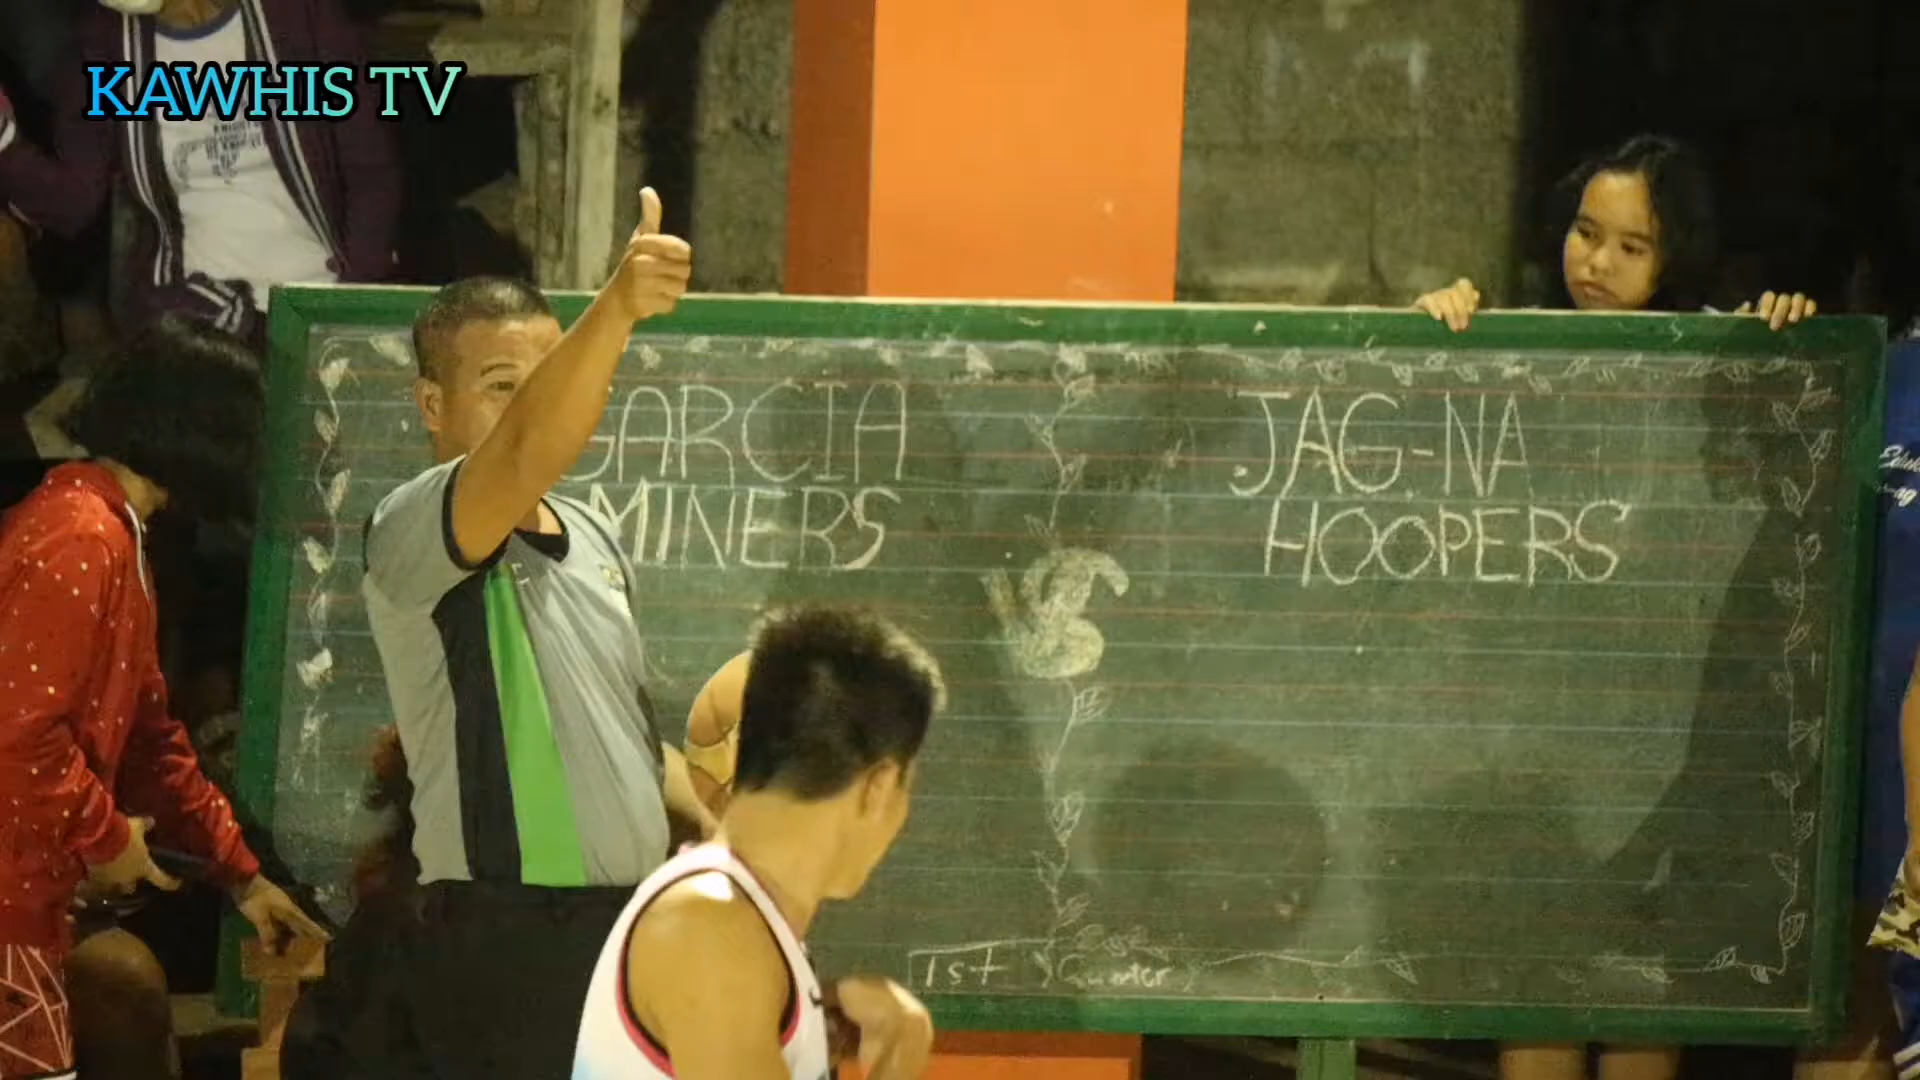 KAWHIS TV
GARCIA
MINERS
VS
JAG-NA
HOOPERS
1st Quarter